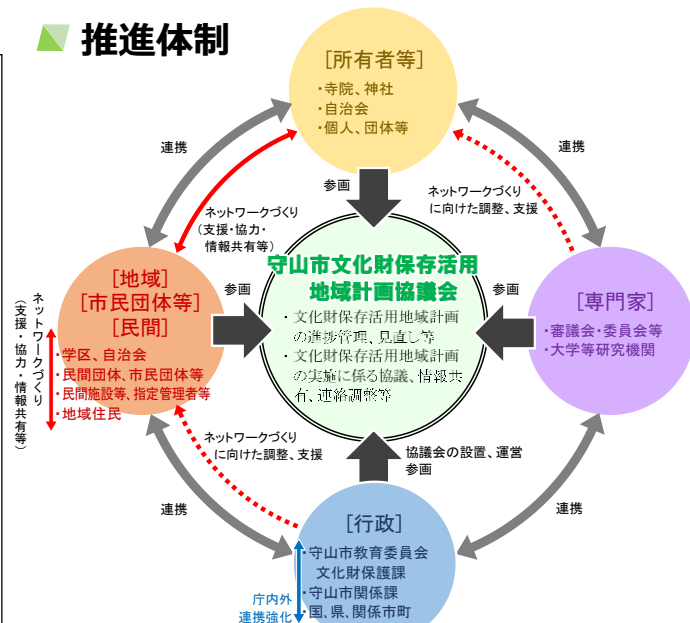 推進体制
[所有者等]
・寺院、神社
・自治会
・個人、団体等
連携
連携
参画
ネットワークづくり
(支援・協力・
情報共有等)
ネットワークづくり
に向けた調整、支援
守山市文化財保存活用
地域計画協議会
・文化財保存活用地域計画
の進捗管理、見直し等
・文化財保存活用地域計画
の実施に係る協議、情報共
有、連絡調整等
[地域]
[市民団体等]
[民間]
・学区、自治会
・民間団体、市民団体等
・民間施設等、指定管理者等
・地域住民
参画
ネットワークづくり
(支援・協力・情報共有等)
参画
[専門家]
・審議会・委員会等
・大学等研究機関
ネットワークづくり
に向けた調整、支援
協議会の設置、運営
参画
連携
連携
[行政]
・守山市教育委員会
文化財保護課
・守山市関係課
・国、県、関係市町
庁内外
連携強化